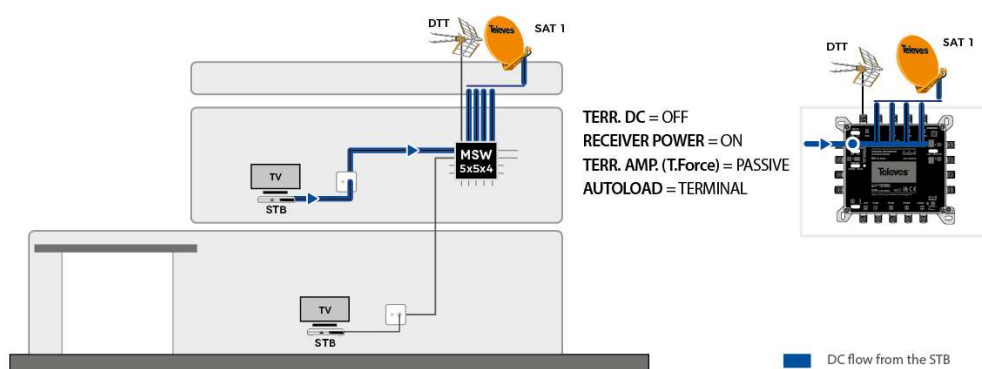 DTT
Televes
SAT 1
MSW
5x5x4
TV
STB
TV
STB
TERR. DC = OFF
RECEIVER POWER = ON
TERR. AMP. (T.Force) = PASSIVE
AUTOLOAD = TERMINAL
DTT
Televes
SAT 1
Televes
DC flow from the STB